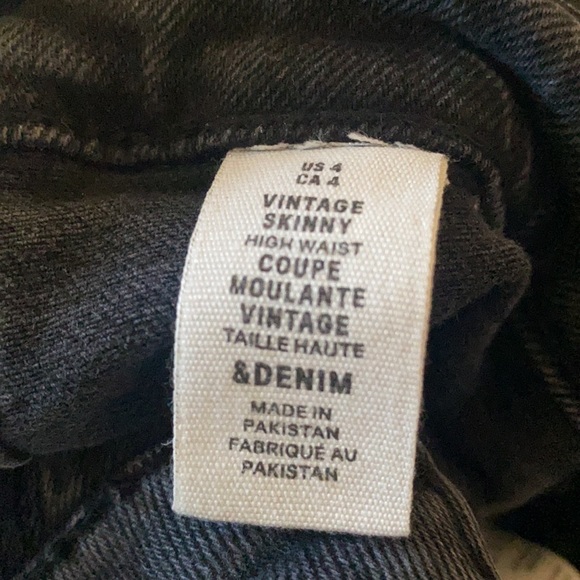 US 4
CA 4
VINTAGE
SKINNY
HIGH WAIST
COUPE
MOULANTE
VINTAGE
TAILLE HAUTE
&DENIM
MADE IN
PAKISTAN
FABRIQUÉ AU
PAKISTAN